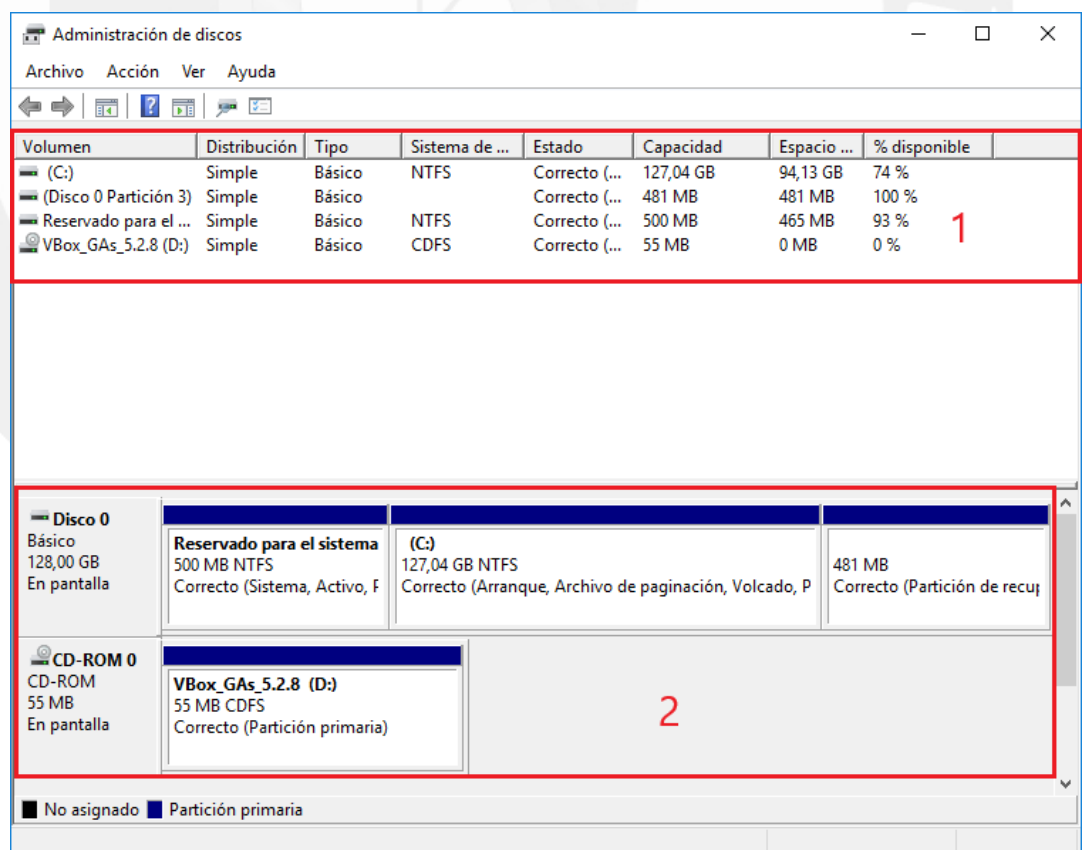 Administración de discos
Archivo Acción Ver Ayuda
Volumen Distribución Tipo Sistema de ... Estado Capacidad Espacio ... % disponible
(C:) Simple Básico NTFS Correcto (... 127,04 GB 94,13 GB 74 %
(Disco 0 Partición 3) Simple Básico Correcto (... 481 MB 481 MB 100 %
Reservado para el ... Simple Básico NTFS Correcto (... 500 MB 465 MB 93 %
VBox_GAs_5.2.8 (D:) Simple Básico CDFS Correcto (... 55 MB 0 MB 0 %
1
Disco 0
Básico
128,00 GB
En pantalla
Reservado para el sistema
500 MB NTFS
Correcto (Sistema, Activo, P
(C:)
127,04 GB NTFS
Correcto (Arranque, Archivo de paginación, Volcado, P
481 MB
Correcto (Partición de recup
CD-ROM 0
CD-ROM
55 MB
En pantalla
VBox_GAs_5.2.8 (D:)
55 MB CDFS
Correcto (Partición primaria)
2
No asignado Partición primaria